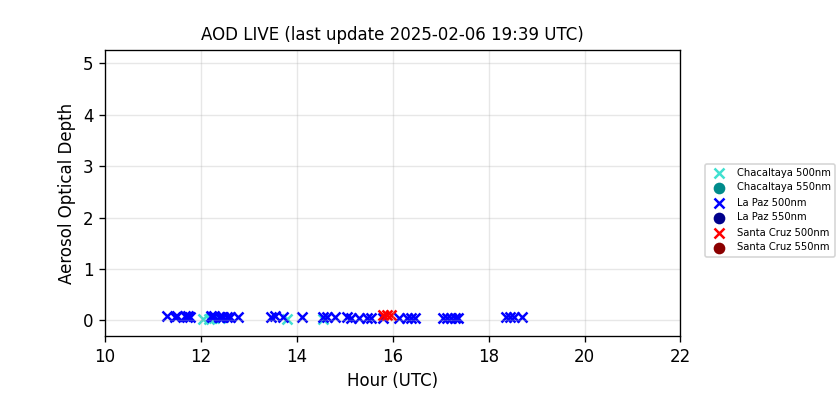 AOD LIVE (last update 2025-02-06 19:39 UTC)
5
4
3
2
1
0
Aerosol Optical Depth
10 12 14 16 18 20 22
Hour (UTC)
Chacaltaya 500nm
Chacaltaya 550nm
La Paz 500nm
La Paz 550nm
Santa Cruz 500nm
Santa Cruz 550nm